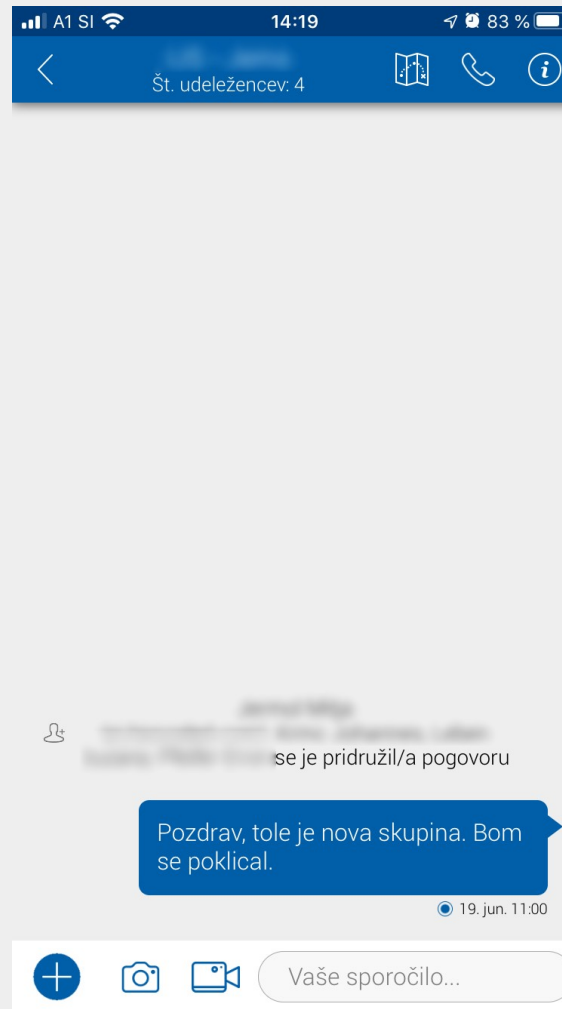 A1 SI 14:19 83 %
Št. udeležencev: 4
se je pridružil/a pogovoru
Pozdrav, tole je nova skupina. Bom
se poklical.
19. jun. 11:00
Vaše sporočilo...